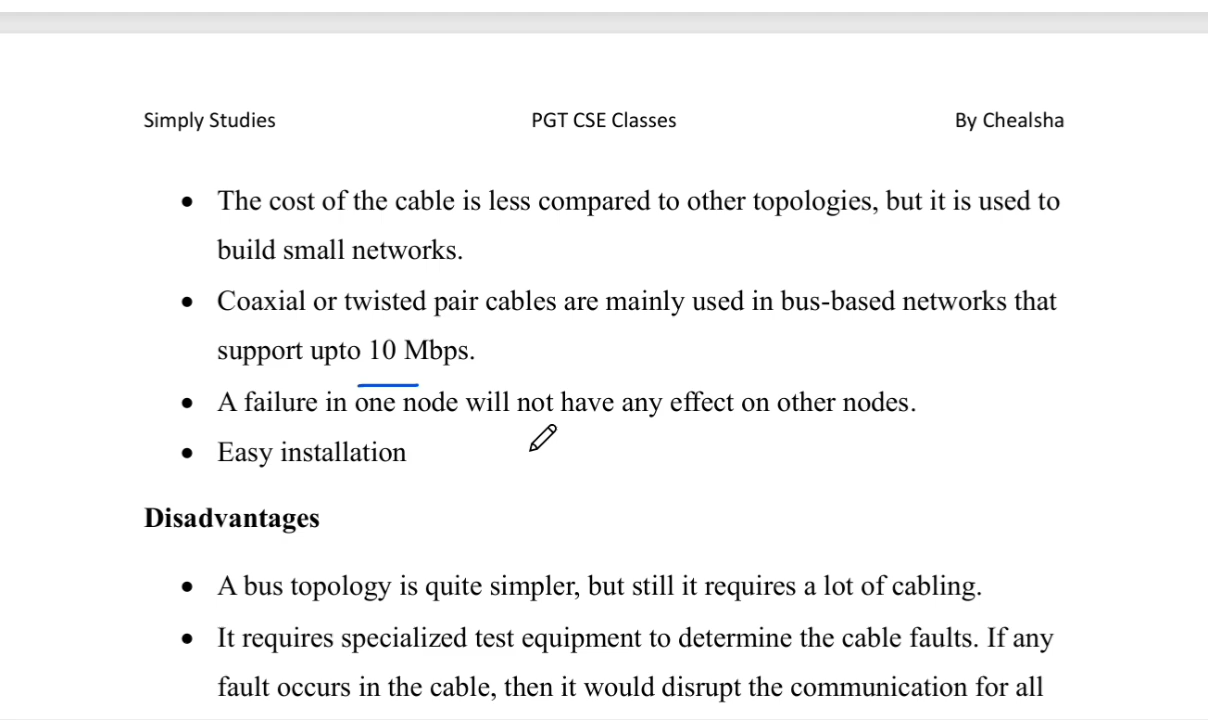 Simply Studies PGT CSE Classes By Chealsha
• The cost of the cable is less compared to other topologies, but it is used to
build small networks.
• Coaxial or twisted pair cables are mainly used in bus-based networks that
support upto 10 Mbps.
• A failure in one node will not have any effect on other nodes.
• Easy installation
Disadvantages
• A bus topology is quite simpler, but still it requires a lot of cabling.
• It requires specialized test equipment to determine the cable faults. If any
fault occurs in the cable, then it would disrupt the communication for all